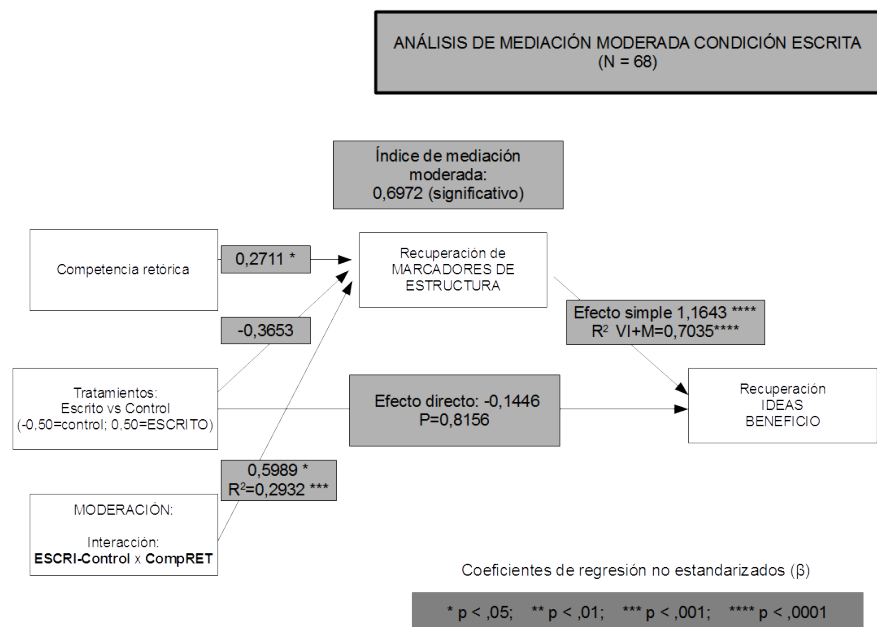 ANÁLISIS DE MEDIACIÓN MODERADA CONDICIÓN ESCRITA
(N = 68)
Índice de mediación
moderada:
0,6972 (significativo)
Competencia retórica
0,2711 *
Recuperación de
MARCADORES DE
ESTRUCTURA
-0,3653
Efecto simple 1,1643 ****
R² VI+M=0,7035****
Tratamientos:
Escrito vs Control
(-0,50=control; 0,50=ESCRITO)
Efecto directo: -0,1446
P=0,8156
Recuperación
IDEAS
BENEFICIO
0,5989 *
R²=0,2932 ***
MODERACIÓN:
Interacción:
ESCRI-Control x CompRET
Coeficientes de regresión no estandarizados (β)
* p < ,05; ** p < ,01; *** p < ,001; **** p < ,0001